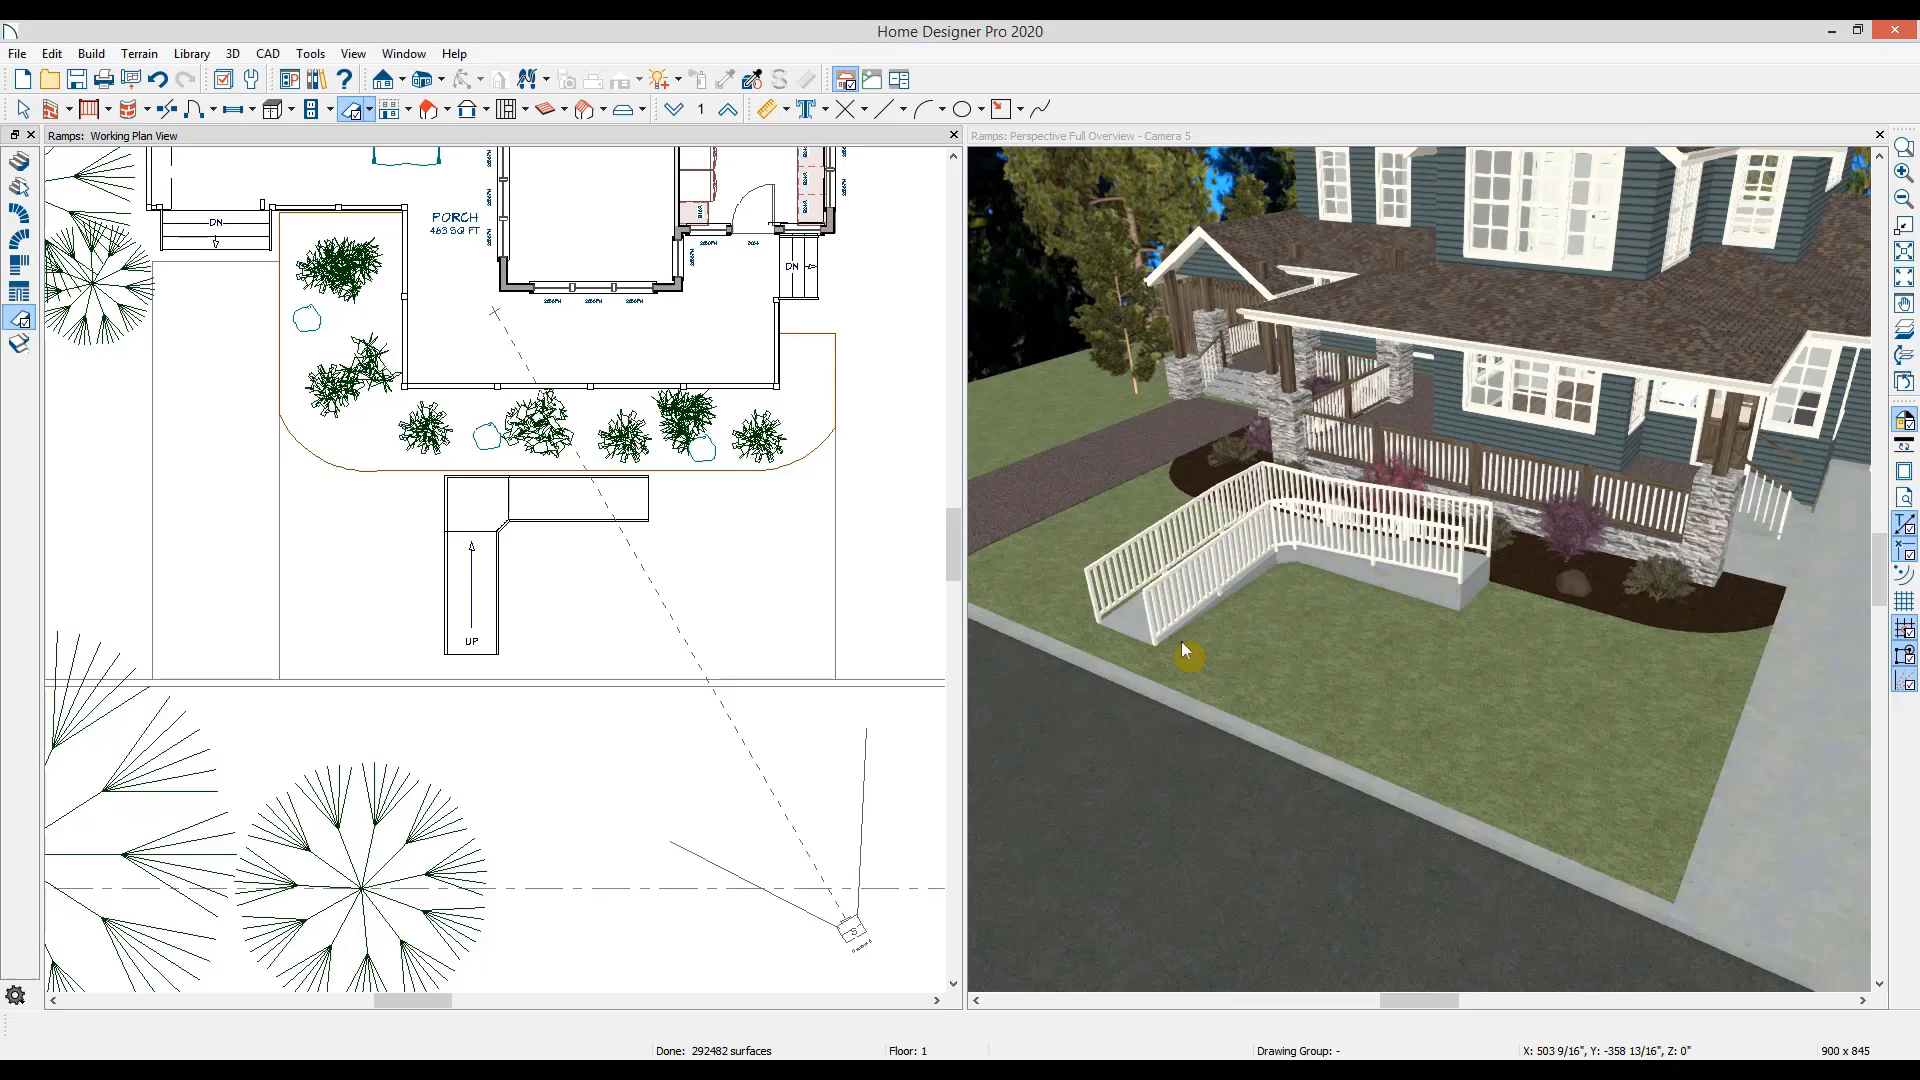 Home Designer Pro 2020
File Edit Build Terrain Library 3D CAD Tools View Window Help
1
Ramps: Working Plan View
Ramps: Perspective Full Overview - Camera 5
DN
PORCH
463 SQ FT
DN
UP
Done: 292482 surfaces
Floor: 1
Drawing Group: -
X: 503 9/16", Y: -358 13/16", Z: 0"
900 x 845